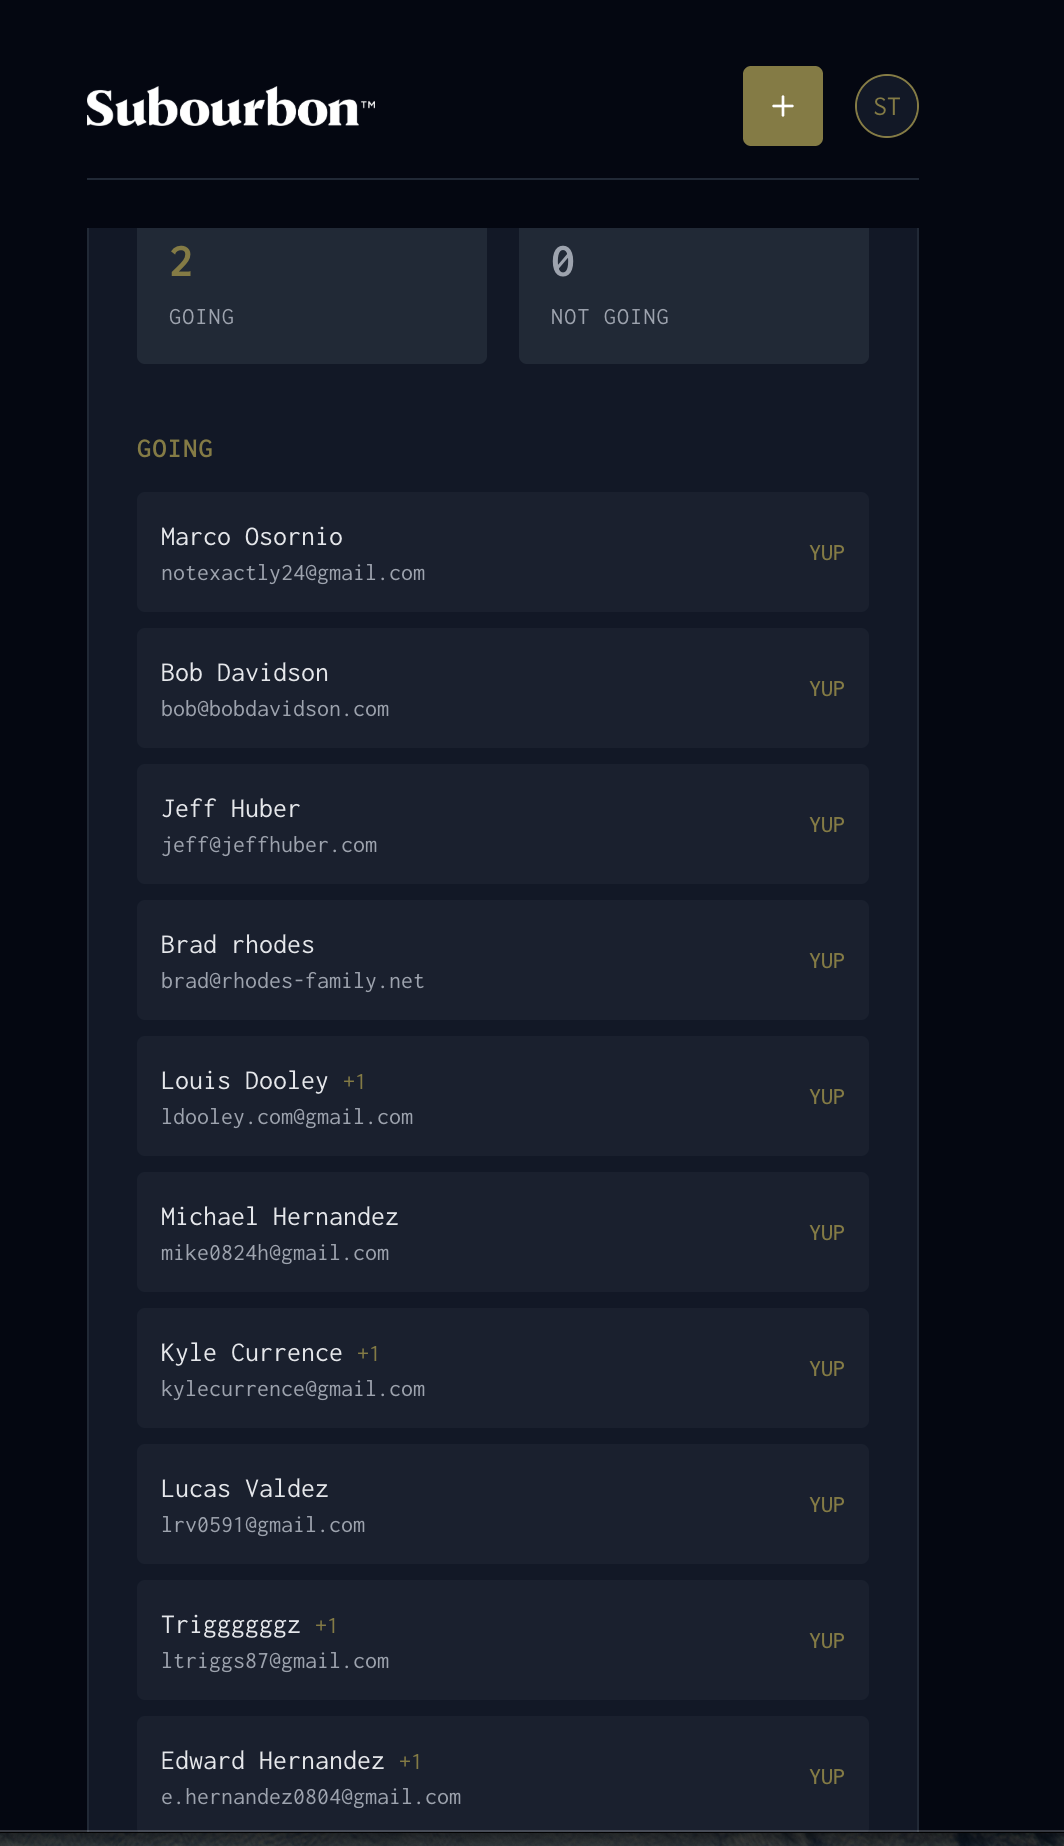 Subourbon™
+
ST
2
GOING
0
NOT GOING
GOING
Marco Osornio
notexactly24@gmail.com
YUP
Bob Davidson
bob@bobdavidson.com
YUP
Jeff Huber
jeff@jeffhuber.com
YUP
Brad rhodes
brad@rhodes-family.net
YUP
Louis Dooley +1
ldooley.com@gmail.com
YUP
Michael Hernandez
mike0824h@gmail.com
YUP
Kyle Currence +1
kylecurrence@gmail.com
YUP
Lucas Valdez
lrv0591@gmail.com
YUP
Triggggggz +1
ltriggs87@gmail.com
YUP
Edward Hernandez +1
e.hernandez0804@gmail.com
YUP